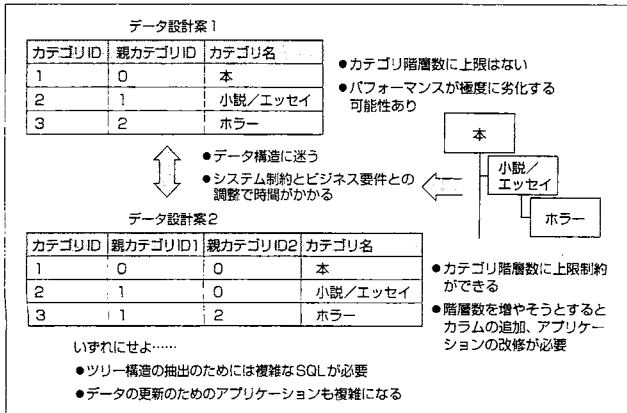 データ設計案1
カテゴリID 親カテゴリID カテゴリ名
1 0 本
2 1 小説／エッセイ
3 2 ホラー
●カテゴリ階層数に上限はない
●パフォーマンスが極度に劣化する
可能性あり
●データ構造に迷う
●システム制約とビジネス要件との
調整で時間がかかる
本
小説／
エッセイ
ホラー
データ設計案2
カテゴリID 親カテゴリID1 親カテゴリID2 カテゴリ名
1 0 0 本
2 1 0 小説／エッセイ
3 1 2 ホラー
●カテゴリ階層数に上限制約
ができる
●階層数を増やそうとすると
カラムの追加、アプリケー
ションの改修が必要
いずれにせよ……
●ツリー構造の抽出のためには複雑なSQLが必要
●データの更新のためのアプリケーションも複雑になる